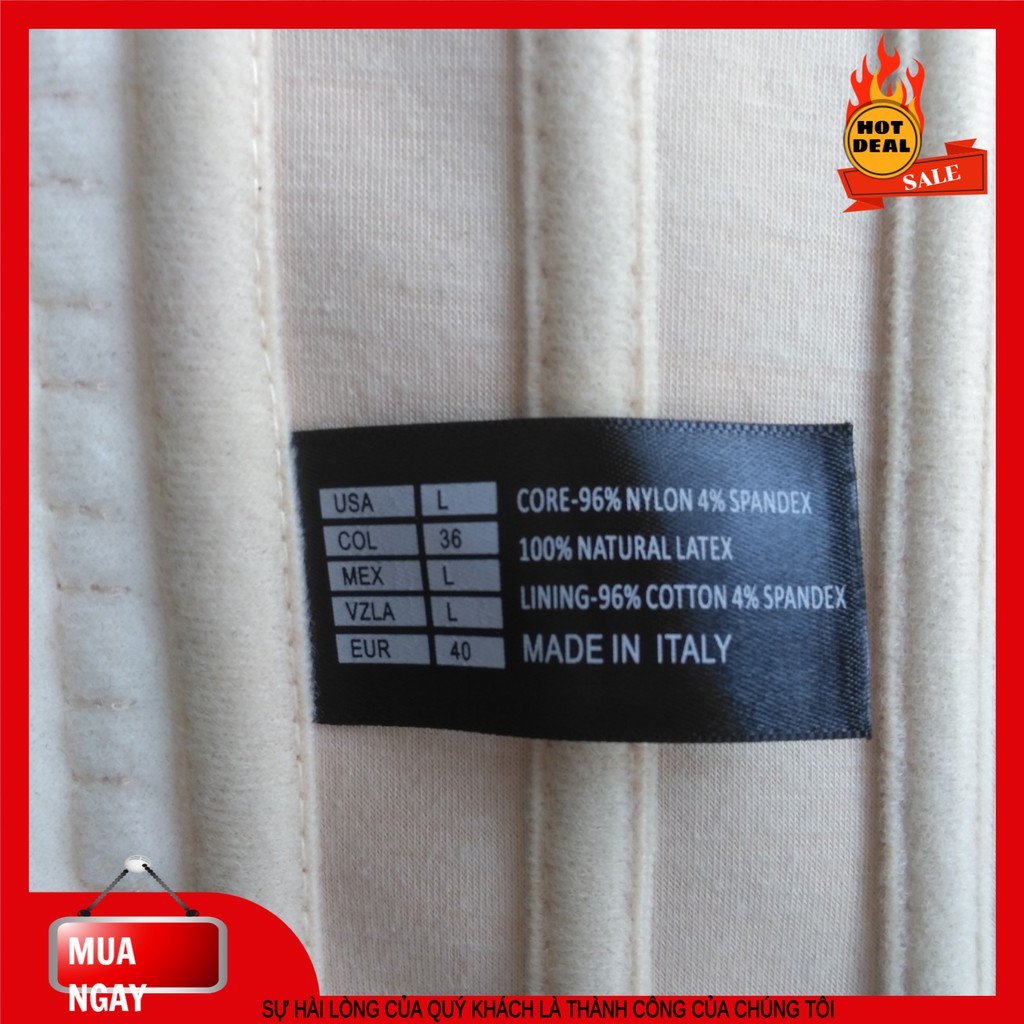 HOT
DEAL
SALE
USA L
COL 36
MEX L
VZLA L
EUR 40
CORE-96% NYLON 4% SPANDEX
100% NATURAL LATEX
LINING-96% COTTON 4% SPANDEX
MADE IN ITALY
MUA
NGAY
SỰ HÀI LÒNG CỦA QUÝ KHÁCH LÀ THÀNH CÔNG CỦA CHÚNG TÔI